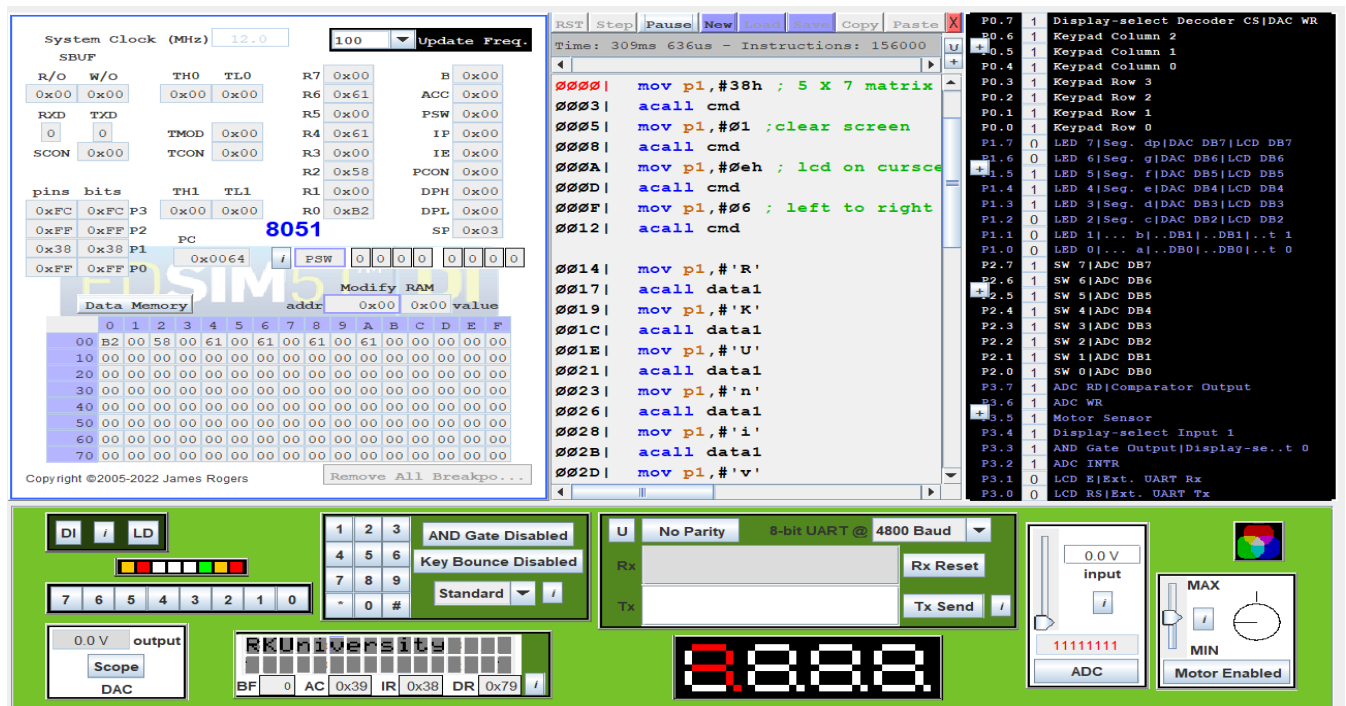 System Clock (MHz) 12.0 100 Update Freq.
SBUF
R/O W/O TH0 TL0 R7 0x00 B 0x00
0x00 0x00 0x00 0x00 R6 0x61 ACC 0x00
RXD TXD R5 0x00 PSW 0x00
0 0 TMOD 0x00 R4 0x61 IP 0x00
SCON 0x00 TCON 0x00 R3 0x00 IE 0x00
R2 0x58 PCON 0x00
pins bits TH1 TL1 R1 0x00 DPH 0x00
0xFC 0xFC P3 0x00 0x00 R0 0xB2 DPL 0x00
0xFF 0xFF P2 8051 SP 0x03
0x38 0x38 P1 PC
0x0064 i PSW 0 0 0 0 0 0 0 0
0xFF 0xFF P0
Modify RAM
Data Memory addr 0x00 0x00 value
0 1 2 3 4 5 6 7 8 9 A B C D E F
00 B2 00 58 00 61 00 61 00 61 00 61 00 00 00 00 00
10 00 00 00 00 00 00 00 00 00 00 00 00 00 00 00 00
20 00 00 00 00 00 00 00 00 00 00 00 00 00 00 00 00
30 00 00 00 00 00 00 00 00 00 00 00 00 00 00 00 00
40 00 00 00 00 00 00 00 00 00 00 00 00 00 00 00 00
50 00 00 00 00 00 00 00 00 00 00 00 00 00 00 00 00
60 00 00 00 00 00 00 00 00 00 00 00 00 00 00 00 00
70 00 00 00 00 00 00 00 00 00 00 00 00 00 00 00 00
Copyright ©2005-2022 James Rogers Remove All Breakpo...
RST Step Pause New Load Save Copy Paste X
Time: 309ms 636us - Instructions: 156000
0000| mov p1,#38h ; 5 X 7 matrix
0003| acall cmd
0005| mov p1,#01 ;clear screen
0008| acall cmd
000A| mov p1,#0eh ; lcd on cursce
000D| acall cmd
000F| mov p1,#06 ; left to right
0012| acall cmd
0014| mov p1,#'R'
0017| acall data1
0019| mov p1,#'K'
001C| acall data1
001E| mov p1,#'U'
0021| acall data1
0023| mov p1,#'n'
0026| acall data1
0028| mov p1,#'i'
002B| acall data1
002D| mov p1,#'v'
P0.7 1 Display-select Decoder CS|DAC WR
P0.6 1 Keypad Column 2
P0.5 1 Keypad Column 1
P0.4 1 Keypad Column 0
P0.3 1 Keypad Row 3
P0.2 1 Keypad Row 2
P0.1 1 Keypad Row 1
P0.0 1 Keypad Row 0
P1.7 0 LED 7|Seg. dp|DAC DB7|LCD DB7
P1.6 0 LED 6|Seg. g|DAC DB6|LCD DB6
P1.5 1 LED 5|Seg. f|DAC DB5|LCD DB5
P1.4 1 LED 4|Seg. e|DAC DB4|LCD DB4
P1.3 1 LED 3|Seg. d|DAC DB3|LCD DB3
P1.2 0 LED 2|Seg. c|DAC DB2|LCD DB2
P1.1 0 LED 1|... b|..DB1|..DB1|..t 1
P1.0 0 LED 0|... a|..DB0|..DB0|..t 0
P2.7 1 SW 7|ADC DB7
P2.6 1 SW 6|ADC DB6
P2.5 1 SW 5|ADC DB5
P2.4 1 SW 4|ADC DB4
P2.3 1 SW 3|ADC DB3
P2.2 1 SW 2|ADC DB2
P2.1 1 SW 1|ADC DB1
P2.0 1 SW 0|ADC DB0
P3.7 1 ADC RD|Comparator Output
P3.6 1 ADC WR
P3.5 1 Motor Sensor
P3.4 1 Display-select Input 1
P3.3 1 AND Gate Output|Display-se..t 0
P3.2 1 ADC INTR
P3.1 0 LCD E|Ext. UART Rx
P3.0 0 LCD RS|Ext. UART Tx
DI i LD
7 6 5 4 3 2 1 0
0.0 V output
Scope
DAC
1 2 3 AND Gate Disabled
4 5 6 Key Bounce Disabled
7 8 9 Standard i
* 0 #
RKUniversity
BF 0 AC 0x39 IR 0x38 DR 0x79 i
U No Parity 8-bit UART @ 4800 Baud
Rx Rx Reset
Tx Tx Send i
8.8.8.8
0.0 V
input
i
11111111
ADC
MAX
i
MIN
Motor Enabled